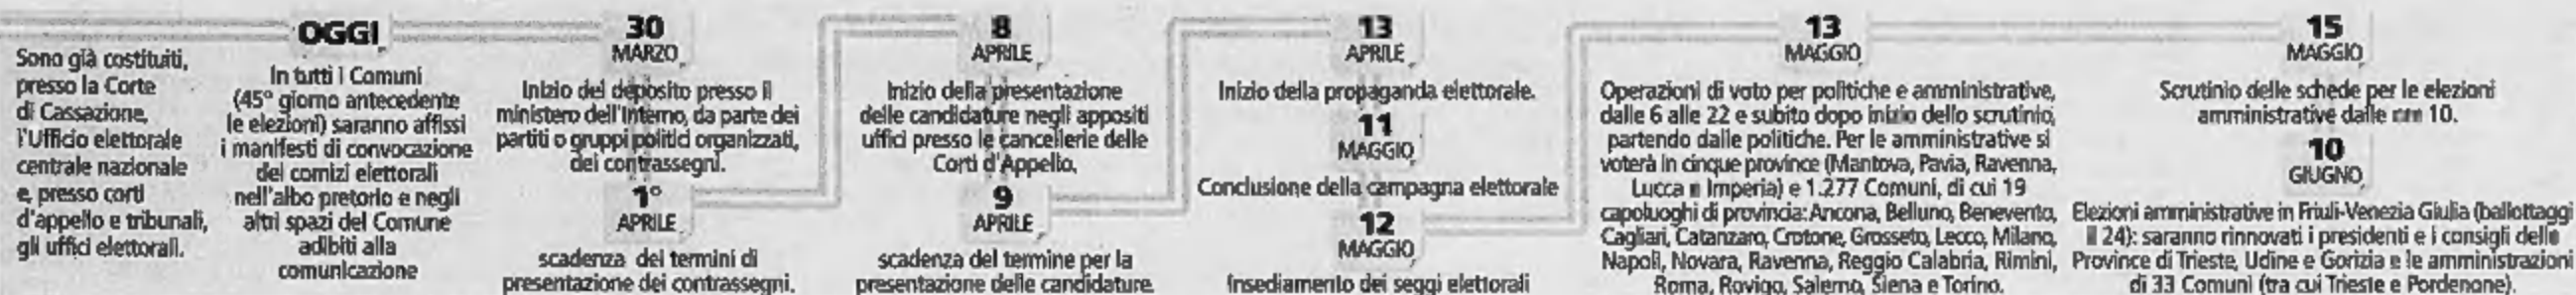 Sono già costituiti,
presso la Corte
di Cassazione,
l'Ufficio elettorale
centrale nazionale
e, presso corti
d'appello e tribunali,
gli uffici elettorali.
OGGI
In tutti i Comuni
(45° giorno antecedente
le elezioni) saranno affissi
i manifesti di convocazione
dei comizi elettorali
nell'albo pretorio e negli
altri spazi del Comune
adibiti alla
comunicazione
30
MARZO
Inizio del deposito presso il
ministero dell'Interno, da parte dei
partiti o gruppi politici organizzati,
dei contrassegni.
1°
APRILE
scadenza dei termini di
presentazione dei contrassegni.
8
APRILE
Inizio della presentazione
delle candidature negli appositi
uffici presso le cancellerie delle
Corti d'Appello.
9
APRILE
scadenza del termine per la
presentazione delle candidature.
13
APRILE
Inizio della propaganda elettorale.
11
MAGGIO
Conclusione della campagna elettorale
12
MAGGIO
Insediamento dei seggi elettorali
13
MAGGIO
Operazioni di voto per politiche e amministrative,
dalle 6 alle 22 e subito dopo inizio dello scrutinio,
partendo dalle politiche. Per le amministrative si
voterà in cinque province (Mantova, Pavia, Ravenna,
Lucca e Imperia) e 1.277 Comuni, di cui 19
capoluoghi di provincia: Ancona, Belluno, Benevento,
Cagliari, Catanzaro, Crotone, Grosseto, Lecco, Milano,
Napoli, Novara, Ravenna, Reggio Calabria, Rimini,
Roma, Rovigo, Salerno, Siena e Torino.
15
MAGGIO
Scrutinio delle schede per le elezioni
amministrative dalle 10.
10
GIUGNO
Elezioni amministrative in Friuli-Venezia Giulia (ballottaggi
il 24): saranno rinnovati i presidenti e i consigli delle
Province di Trieste, Udine e Gorizia e le amministrazioni
di 33 Comuni (tra cui Trieste e Pordenone).